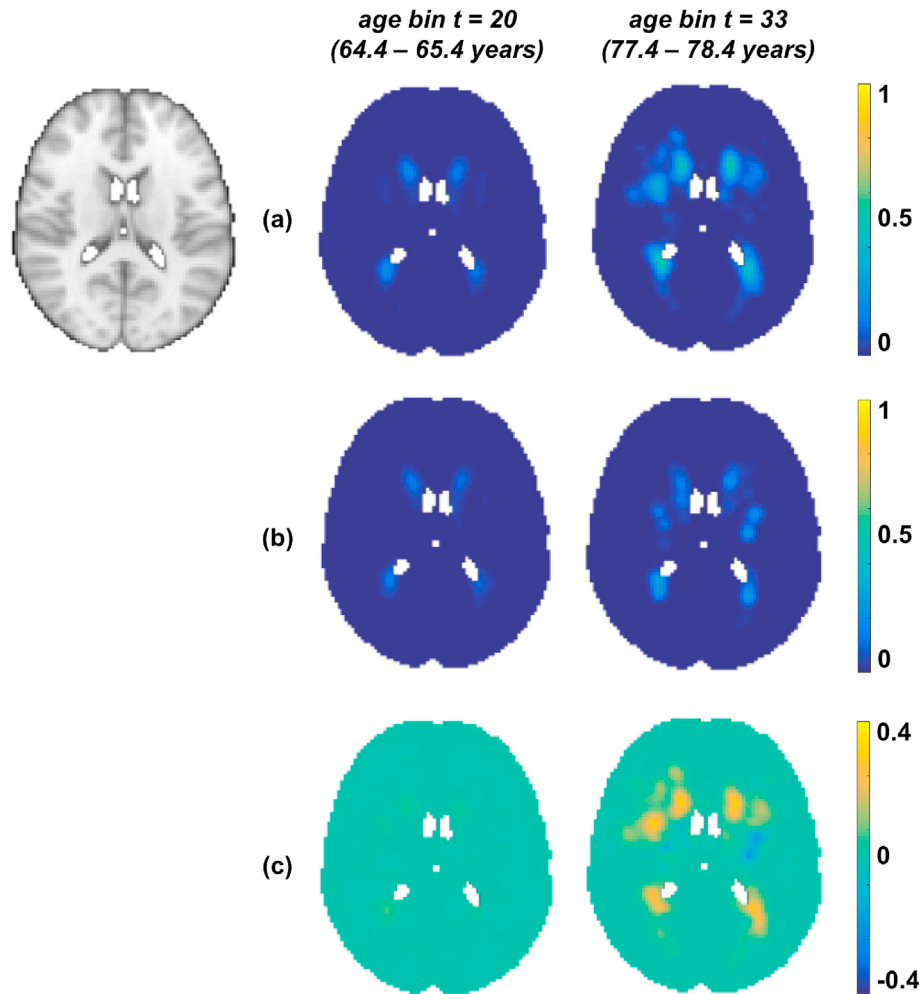 age bin t = 20
(64.4 – 65.4 years)
age bin t = 33
(77.4 – 78.4 years)
(a)
1
0.5
0
(b)
1
0.5
0
(c)
0.4
0
-0.4